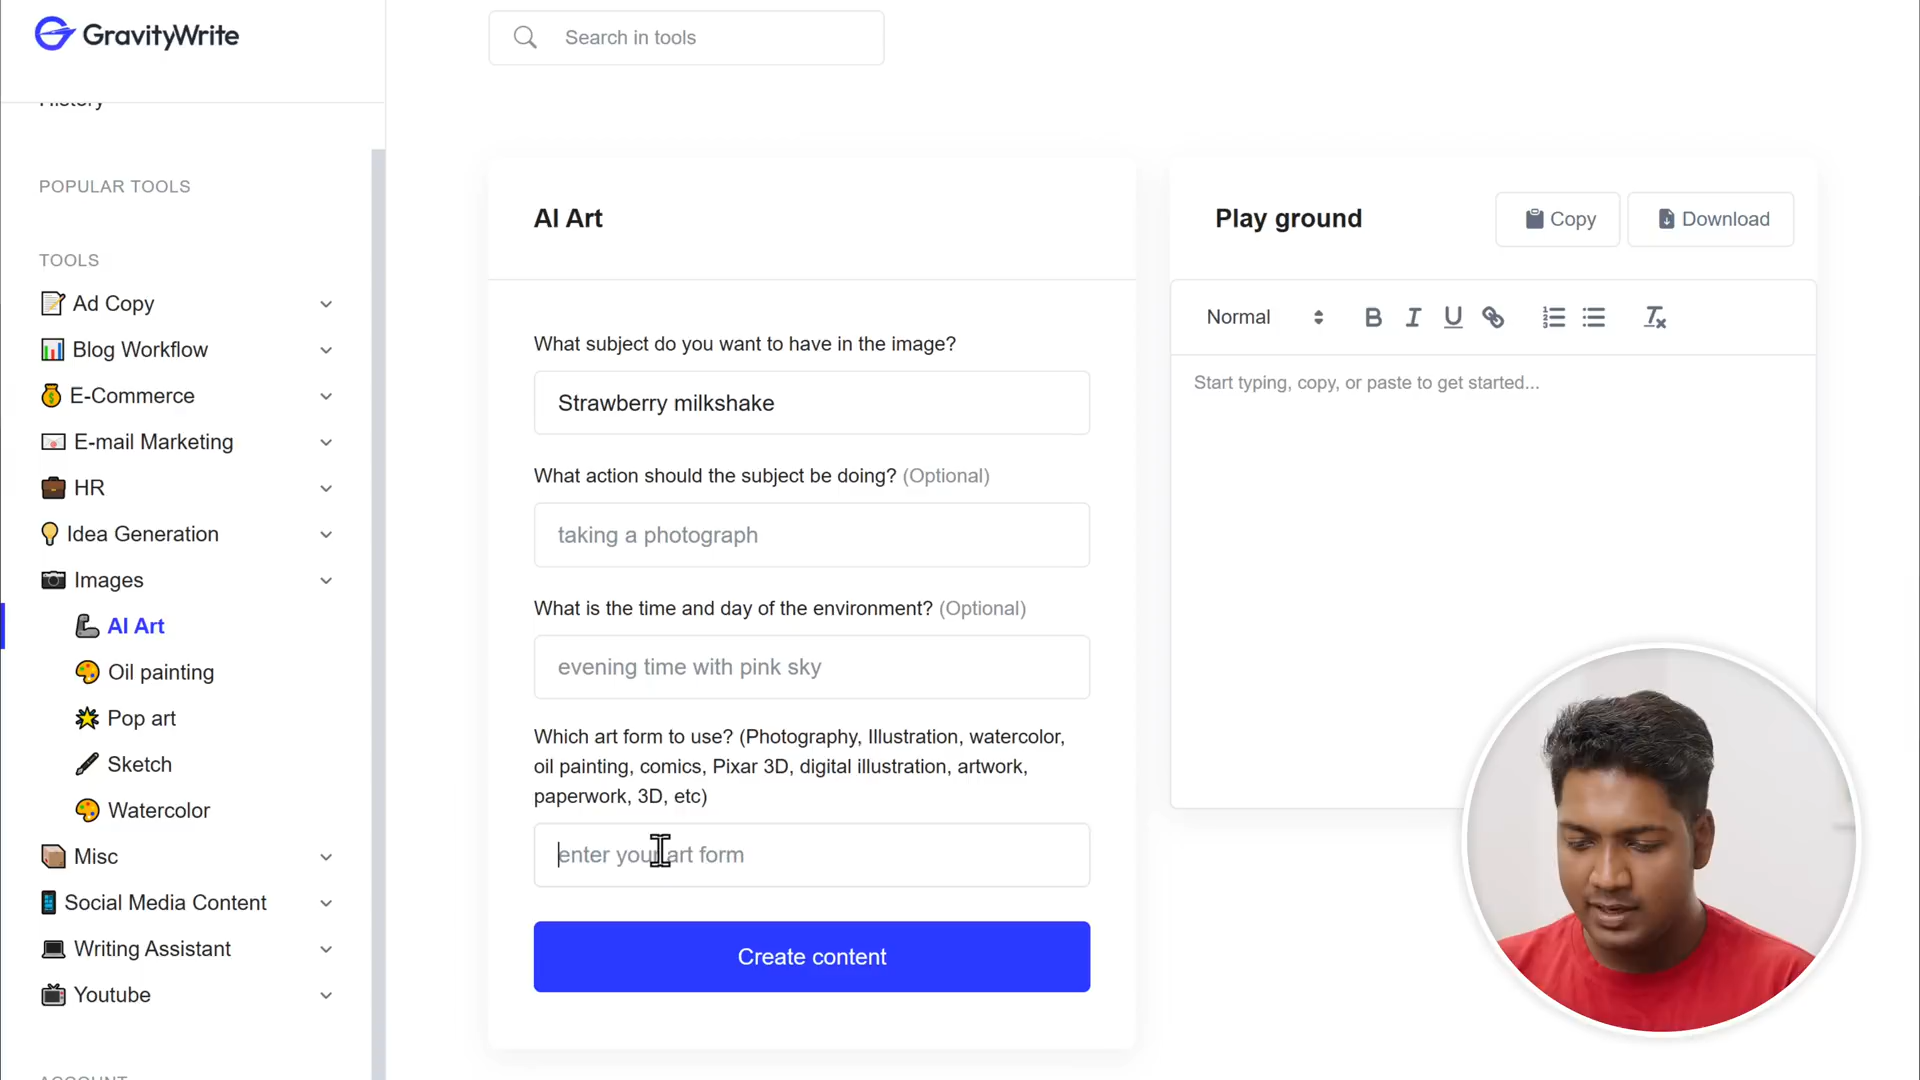 GravityWrite
Search in tools
History
POPULAR TOOLS
TOOLS
Ad Copy
Blog Workflow
E-Commerce
E-mail Marketing
HR
Idea Generation
Images
AI Art
Oil painting
Pop art
Sketch
Watercolor
Misc
Social Media Content
Writing Assistant
Youtube
ACCOUNT
AI Art
What subject do you want to have in the image?
Strawberry milkshake
What action should the subject be doing? (Optional)
taking a photograph
What is the time and day of the environment? (Optional)
evening time with pink sky
Which art form to use? (Photography, Illustration, watercolor,
oil painting, comics, Pixar 3D, digital illustration, artwork,
paperwork, 3D, etc)
enter your art form
Create content
Play ground
Copy
Download
Normal
B I U
Start typing, copy, or paste to get started...